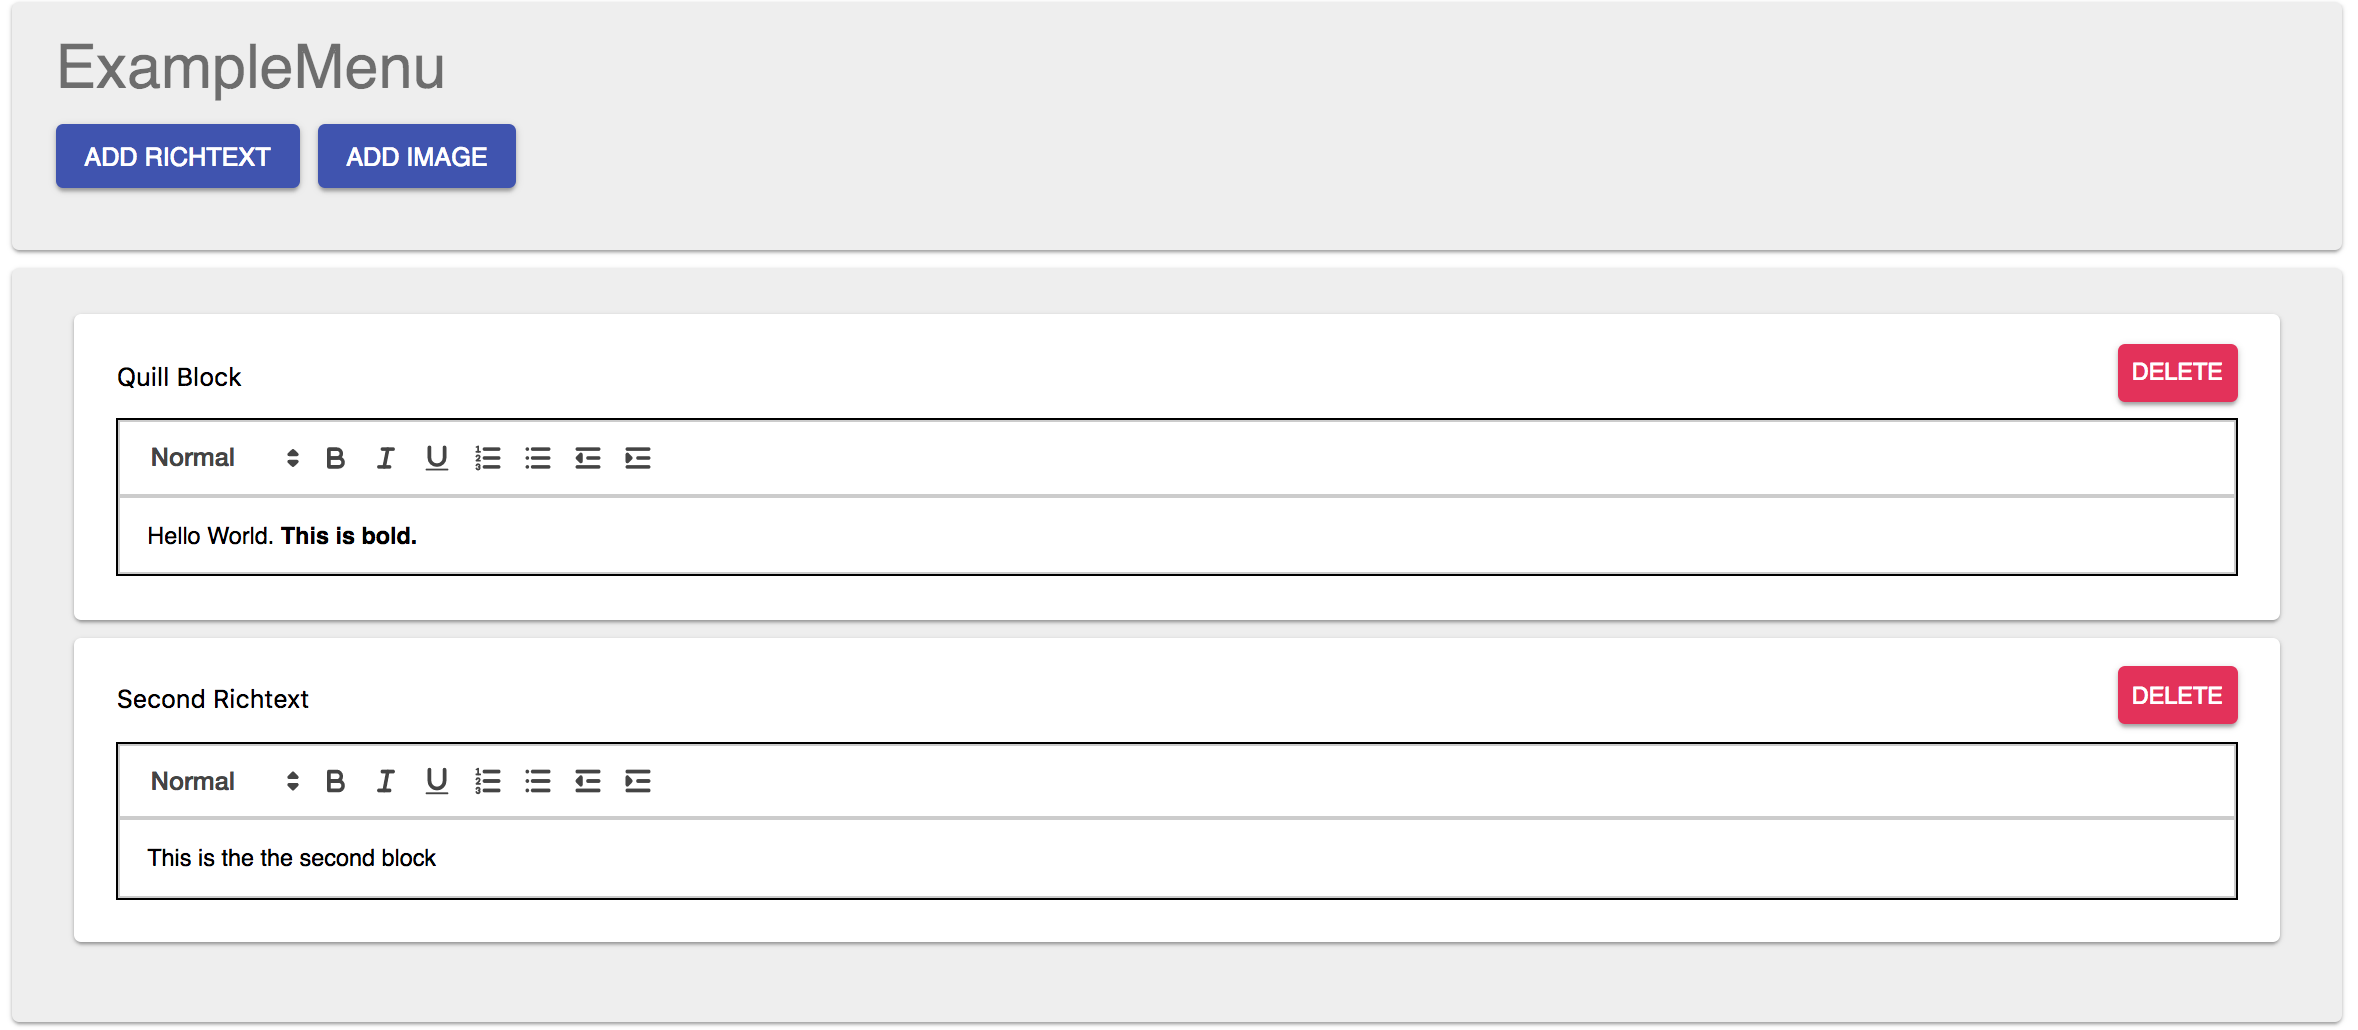 ExampleMenu
ADD RICHTEXT ADD IMAGE
Quill Block DELETE
Normal B I U
Hello World. This is bold.
Second Richtext DELETE
Normal B I U
This is the the second block